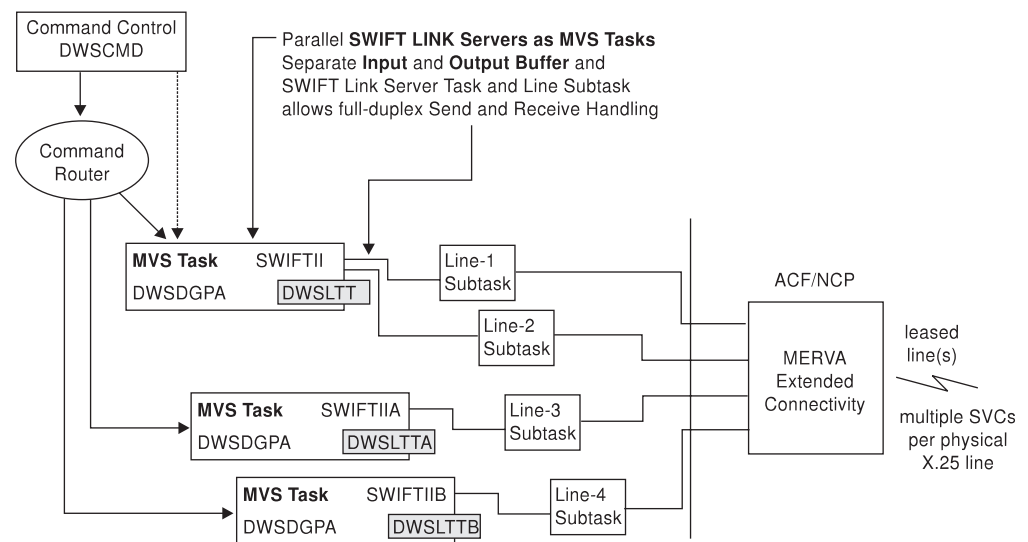 Command Control
DWSCMD
Parallel SWIFT LINK Servers as MVS Tasks
Separate Input and Output Buffer and
SWIFT Link Server Task and Line Subtask
allows full-duplex Send and Receive Handling
Command
Router
MVS Task SWIFTII
DWSDGPA DWSLTT
Line-1
Subtask
Line-2
Subtask
ACF/NCP
MERVA
Extended
Connectivity
leased
line(s)
multiple SVCs
per physical
X.25 line
MVS Task SWIFTIIA
DWSDGPA DWSLTTA
Line-3
Subtask
MVS Task SWIFTIIB
DWSDGPA DWSLTTB
Line-4
Subtask